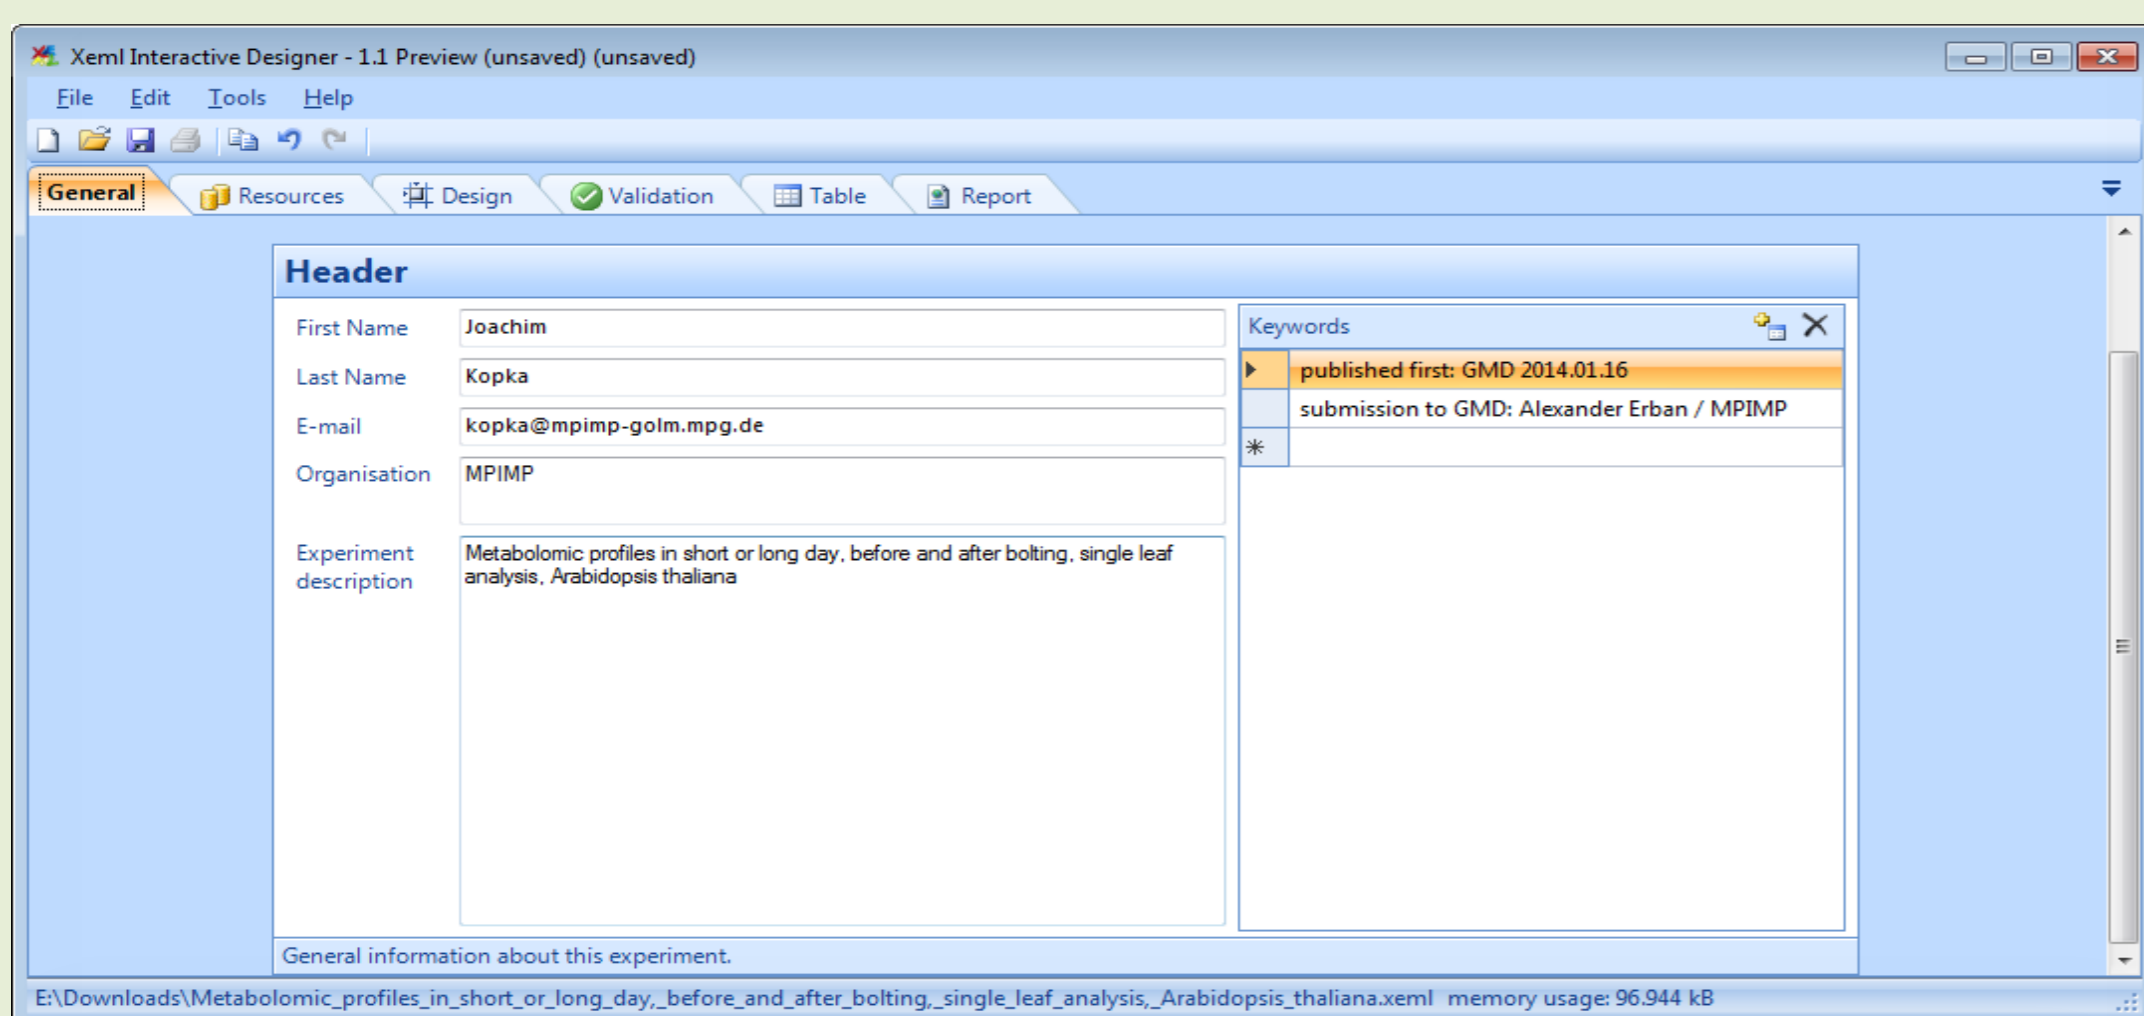 Xeml Interactive Designer - 1.1 Preview (unsaved) (unsaved)
File Edit Tools Help
General Resources Design Validation Table Report
Header
First Name Joachim
Last Name Kopka
E-mail kopka@mpimp-golm.mpg.de
Organisation MPIMP
Experiment description
Metabolomic profiles in short or long day, before and after bolting, single leaf
analysis, Arabidopsis thaliana
Keywords
published first: GMD 2014.01.16
submission to GMD: Alexander Erban / MPIMP
General information about this experiment.
E:\Downloads\Metabolomic_profiles_in_short_or_long_day,_before_and_after_bolting,_single_leaf_analysis,_Arabidopsis_thaliana.xeml memory usage: 96.944 kB